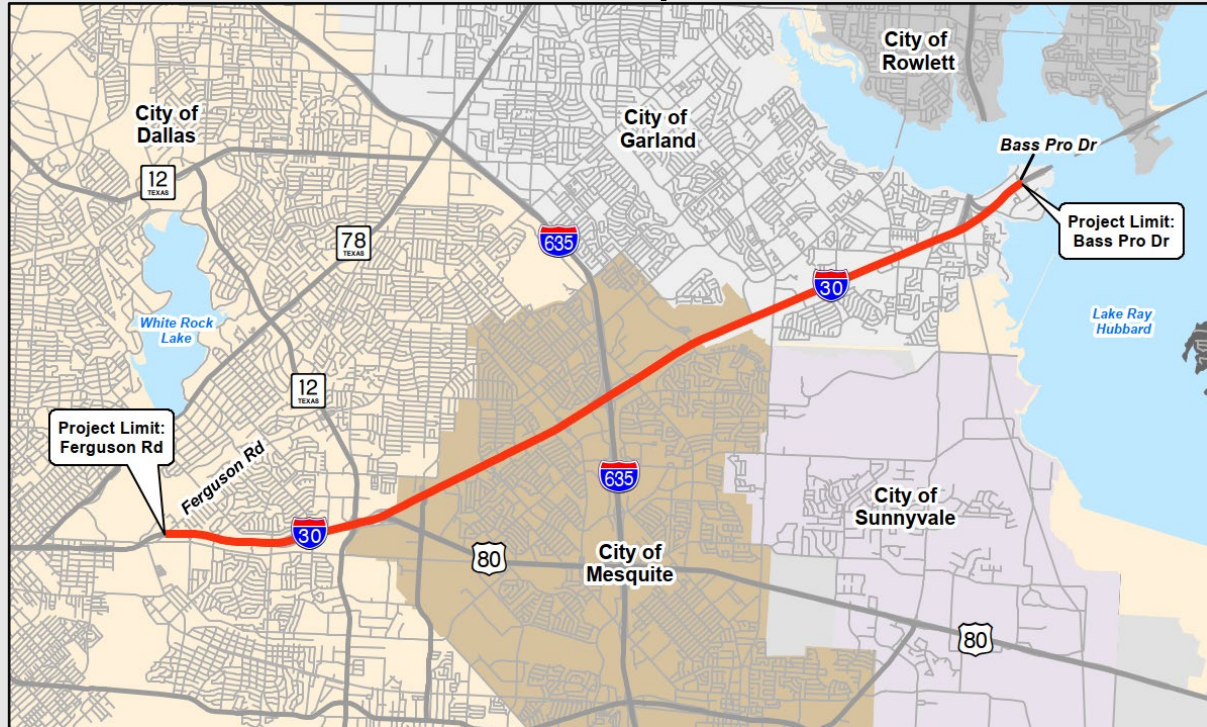 City of
Rowlett
City of
Dallas
City of
Garland
Bass Pro Dr
12
TEXAS
Project Limit:
Bass Pro Dr
78
TEXAS
635
30
White Rock
Lake
Lake Ray
Hubbard
12
TEXAS
Project Limit:
Ferguson Rd
Ferguson Rd
635
City of
Sunnyvale
30
80
City of
Mesquite
80